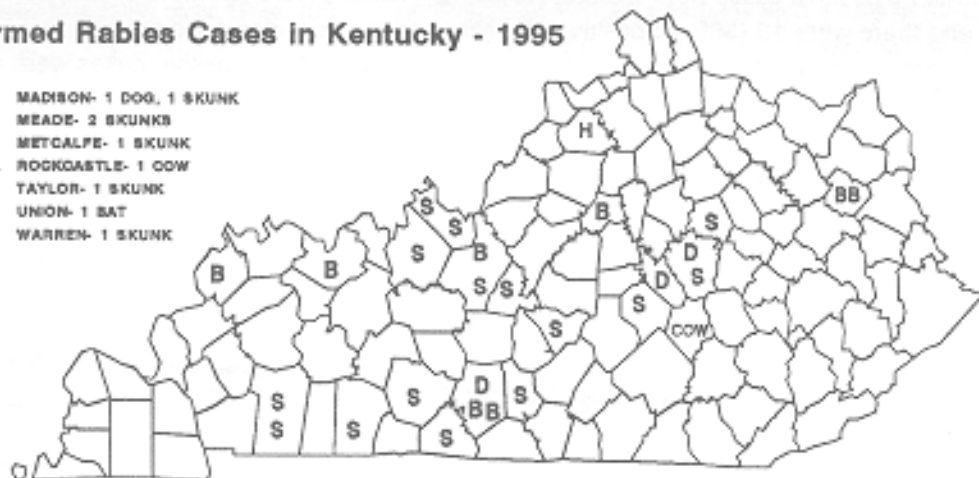 rmed Rabies Cases in Kentucky - 1995
MADISON- 1 DOG, 1 SKUNK
MEADE- 2 SKUNKS
METCALFE- 1 SKUNK
ROCKCASTLE- 1 COW
TAYLOR- 1 SKUNK
UNION- 1 BAT
WARREN- 1 SKUNK
H
BB
S
B
S
S
S
B
D
B
B
S
D
S
S
S
S
COW
S
D
S
S
BB
S
S
S
S